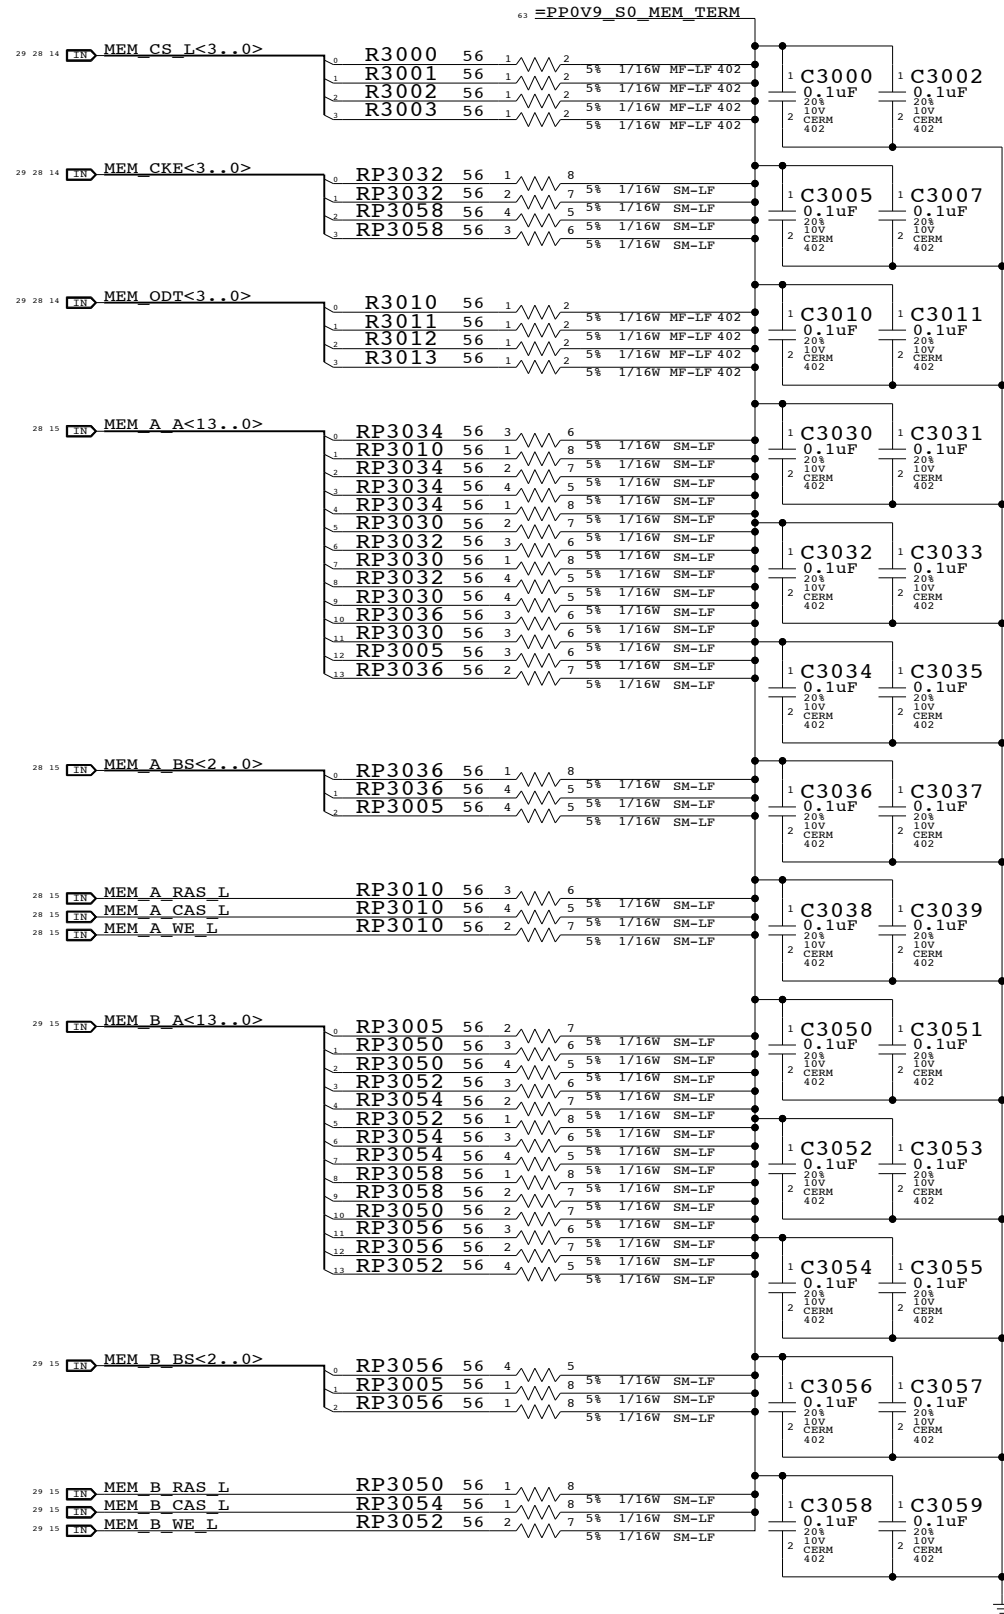 63 =PP0V9_S0_MEM_TERM
29 28 14 IN MEM_CS_L<3..0>
0 R3000 56 1 2 5% 1/16W MF-LF 402
1 R3001 56 1 2 5% 1/16W MF-LF 402
2 R3002 56 1 2 5% 1/16W MF-LF 402
3 R3003 56 1 2 5% 1/16W MF-LF 402
1 C3000 1 C3002
0.1uF 0.1uF
20% 20%
10V 10V
2 CERM 2 CERM
402 402
29 28 14 IN MEM_CKE<3..0>
0 RP3032 56 1 8 5% 1/16W SM-LF
1 RP3032 56 2 7 5% 1/16W SM-LF
2 RP3058 56 4 5 5% 1/16W SM-LF
3 RP3058 56 3 6 5% 1/16W SM-LF
1 C3005 1 C3007
0.1uF 0.1uF
20% 20%
10V 10V
2 CERM 2 CERM
402 402
29 28 14 IN MEM_ODT<3..0>
0 R3010 56 1 2 5% 1/16W MF-LF 402
1 R3011 56 1 2 5% 1/16W MF-LF 402
2 R3012 56 1 2 5% 1/16W MF-LF 402
3 R3013 56 1 2 5% 1/16W MF-LF 402
1 C3010 1 C3011
0.1uF 0.1uF
20% 20%
10V 10V
2 CERM 2 CERM
402 402
28 15 IN MEM_A_A<13..0>
0 RP3034 56 3 6 5% 1/16W SM-LF
1 RP3010 56 1 8 5% 1/16W SM-LF
2 RP3034 56 2 7 5% 1/16W SM-LF
3 RP3034 56 4 5 5% 1/16W SM-LF
4 RP3034 56 1 8 5% 1/16W SM-LF
5 RP3030 56 2 7 5% 1/16W SM-LF
6 RP3032 56 3 6 5% 1/16W SM-LF
7 RP3030 56 1 8 5% 1/16W SM-LF
8 RP3032 56 4 5 5% 1/16W SM-LF
9 RP3030 56 4 5 5% 1/16W SM-LF
10 RP3036 56 3 6 5% 1/16W SM-LF
11 RP3030 56 3 6 5% 1/16W SM-LF
12 RP3005 56 3 6 5% 1/16W SM-LF
13 RP3036 56 2 7 5% 1/16W SM-LF
1 C3030 1 C3031
0.1uF 0.1uF
20% 20%
10V 10V
2 CERM 2 CERM
402 402
1 C3032 1 C3033
0.1uF 0.1uF
20% 20%
10V 10V
2 CERM 2 CERM
402 402
1 C3034 1 C3035
0.1uF 0.1uF
20% 20%
10V 10V
2 CERM 2 CERM
402 402
28 15 IN MEM_A_BS<2..0>
0 RP3036 56 1 8 5% 1/16W SM-LF
1 RP3036 56 4 5 5% 1/16W SM-LF
2 RP3005 56 4 5 5% 1/16W SM-LF
1 C3036 1 C3037
0.1uF 0.1uF
20% 20%
10V 10V
2 CERM 2 CERM
402 402
28 15 IN MEM_A_RAS_L RP3010 56 3 6 5% 1/16W SM-LF
28 15 IN MEM_A_CAS_L RP3010 56 4 5 5% 1/16W SM-LF
28 15 IN MEM_A_WE_L RP3010 56 2 7 5% 1/16W SM-LF
1 C3038 1 C3039
0.1uF 0.1uF
20% 20%
10V 10V
2 CERM 2 CERM
402 402
29 15 IN MEM_B_A<13..0>
0 RP3005 56 2 7 5% 1/16W SM-LF
1 RP3050 56 3 6 5% 1/16W SM-LF
2 RP3050 56 4 5 5% 1/16W SM-LF
3 RP3052 56 3 6 5% 1/16W SM-LF
4 RP3054 56 2 7 5% 1/16W SM-LF
5 RP3052 56 1 8 5% 1/16W SM-LF
6 RP3054 56 3 6 5% 1/16W SM-LF
7 RP3054 56 4 5 5% 1/16W SM-LF
8 RP3058 56 1 8 5% 1/16W SM-LF
9 RP3058 56 2 7 5% 1/16W SM-LF
10 RP3050 56 2 7 5% 1/16W SM-LF
11 RP3056 56 3 6 5% 1/16W SM-LF
12 RP3056 56 2 7 5% 1/16W SM-LF
13 RP3052 56 4 5 5% 1/16W SM-LF
1 C3050 1 C3051
0.1uF 0.1uF
20% 20%
10V 10V
2 CERM 2 CERM
402 402
1 C3052 1 C3053
0.1uF 0.1uF
20% 20%
10V 10V
2 CERM 2 CERM
402 402
1 C3054 1 C3055
0.1uF 0.1uF
20% 20%
10V 10V
2 CERM 2 CERM
402 402
29 15 IN MEM_B_BS<2..0>
0 RP3056 56 4 5 5% 1/16W SM-LF
1 RP3005 56 1 8 5% 1/16W SM-LF
2 RP3056 56 1 8 5% 1/16W SM-LF
1 C3056 1 C3057
0.1uF 0.1uF
20% 20%
10V 10V
2 CERM 2 CERM
402 402
29 15 IN MEM_B_RAS_L RP3050 56 1 8 5% 1/16W SM-LF
29 15 IN MEM_B_CAS_L RP3054 56 1 8 5% 1/16W SM-LF
29 15 IN MEM_B_WE_L RP3052 56 2 7 5% 1/16W SM-LF
1 C3058 1 C3059
0.1uF 0.1uF
20% 20%
10V 10V
2 CERM 2 CERM
402 402